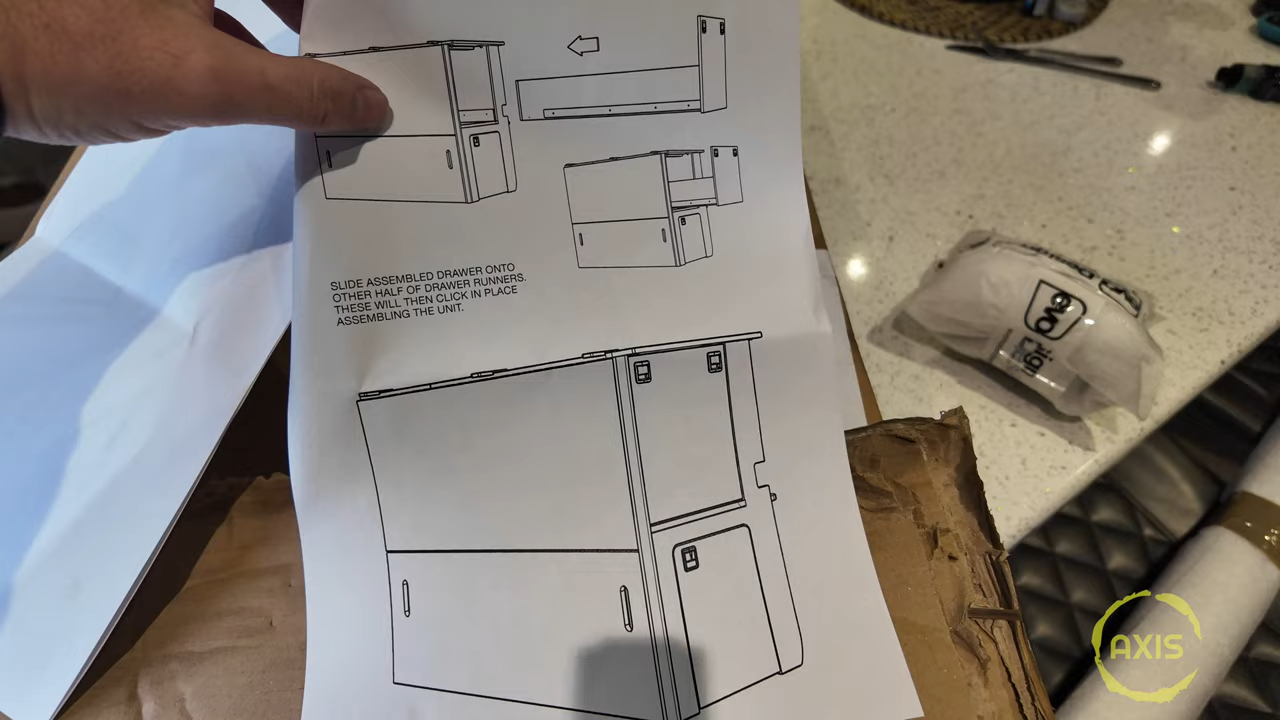 SLIDE ASSEMBLED DRAWER ONTO
OTHER HALF OF DRAWER RUNNERS.
THESE WILL THEN CLICK IN PLACE
ASSEMBLING THE UNIT.
evo
AXIS